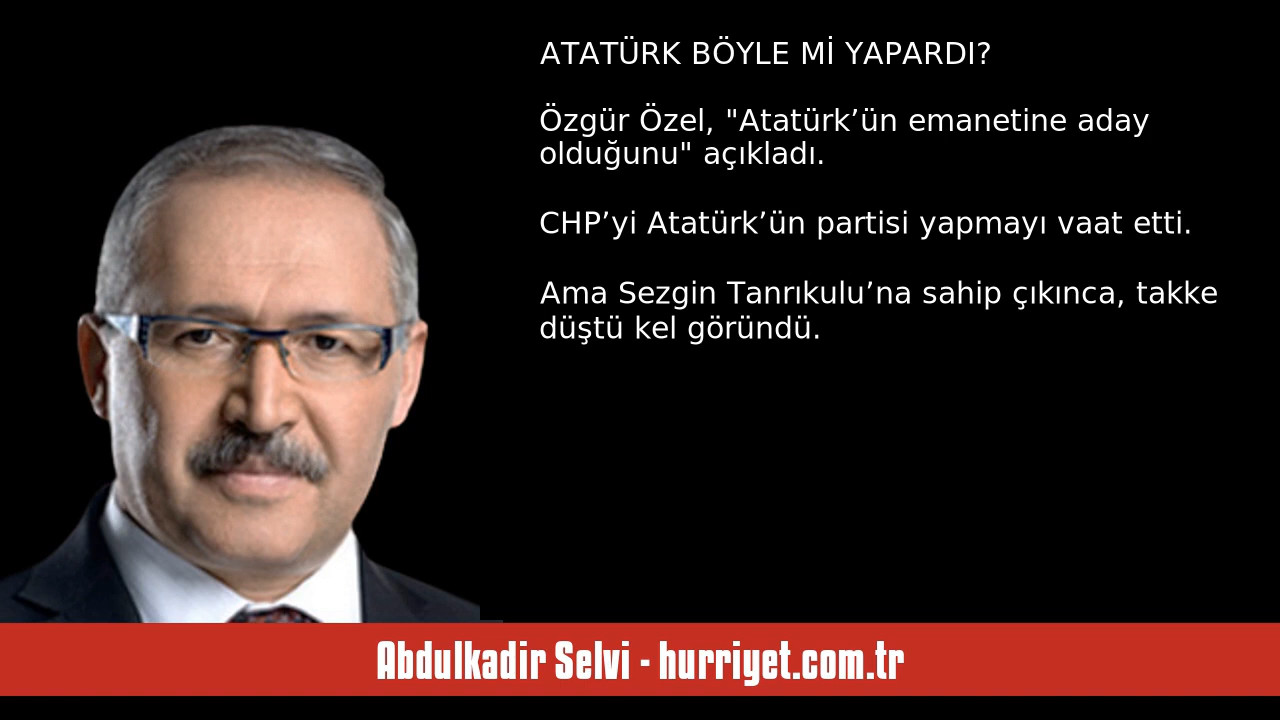 ATATÜRK BÖYLE Mİ YAPARDI?
Özgür Özel, "Atatürk’ün emanetine aday
olduğunu" açıkladı.
CHP’yi Atatürk’ün partisi yapmayı vaat etti.
Ama Sezgin Tanrıkulu’na sahip çıkınca, takke
düştü kel göründü.
Abdulkadir Selvi - hurriyet.com.tr